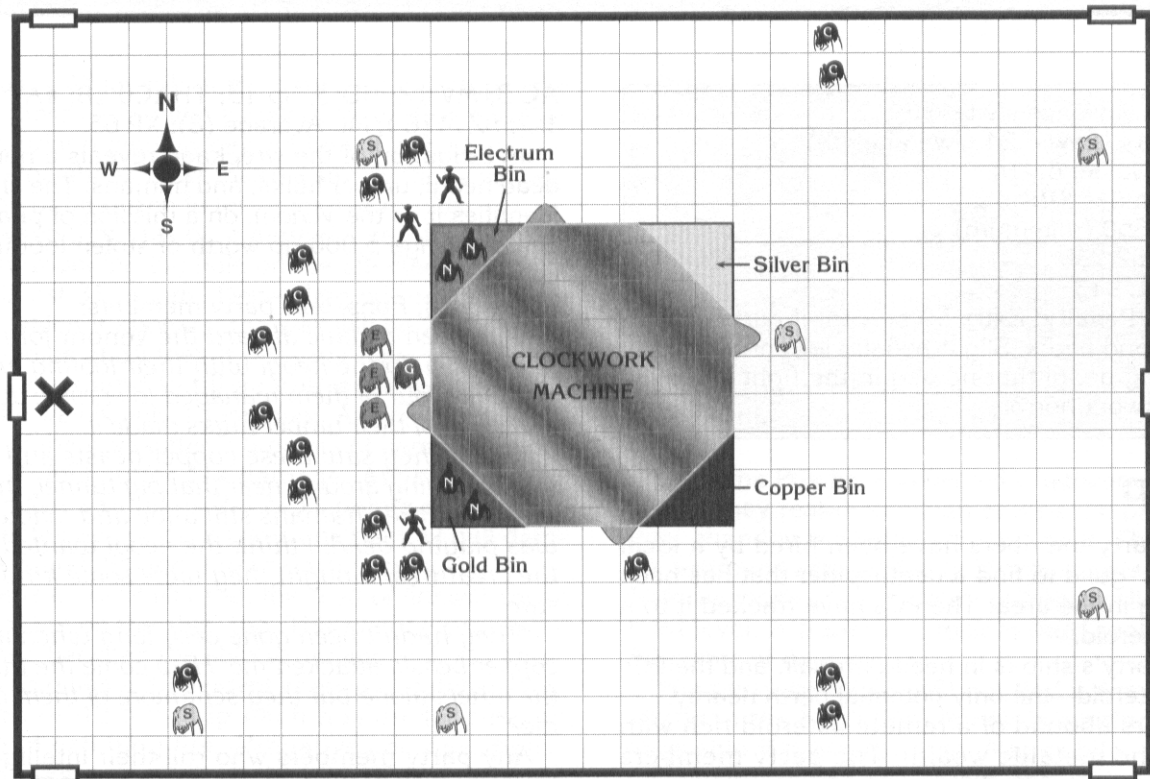 C
C
N
S C
S
Electrum
Bin
W E
C
S
N
C
Silver Bin
N
C
C E S
CLOCKWORK
E G
MACHINE
C E
C
N
C
Copper Bin
N
C
C C
Gold Bin
C
S
C C
S S C